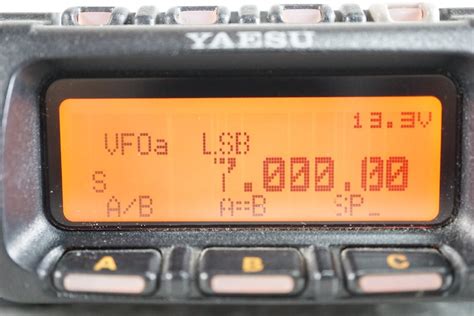 YAESU
13.3V
VFOa LSB
S 7.000.00
A/B A==B SP_
A B C